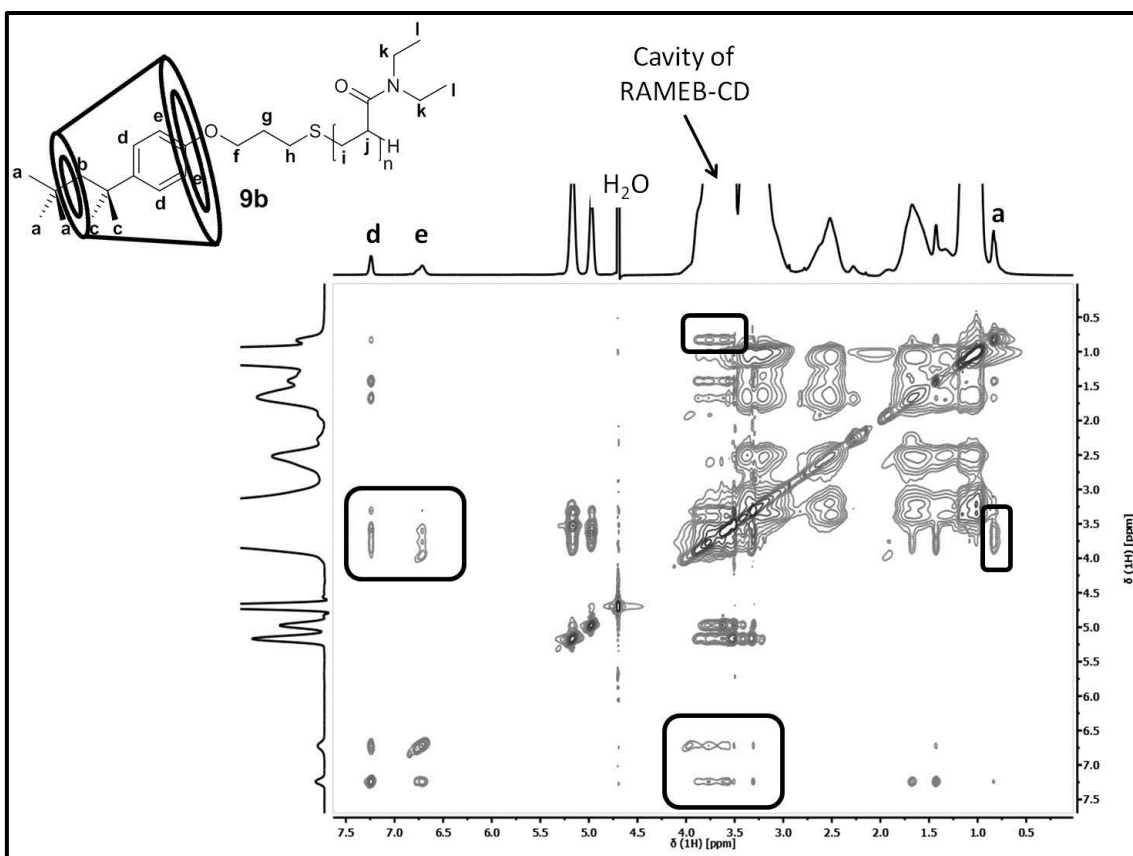 l
k
O
N
l
k
g
S
e
d
O
f
h
i
j
H
n
b
a
e
d
c
c
a
a
9b
Cavity of
RAMEB-CD
H₂O
d e a
0.5
1.0
1.5
2.0
2.5
3.0
3.5
4.0
4.5
5.0
5.5
6.0
6.5
7.0
7.5
δ (1H) [ppm]
7.5 7.0 6.5 6.0 5.5 5.0 4.5 4.0 3.5 3.0 2.5 2.0 1.5 1.0 0.5
δ (1H) [ppm]